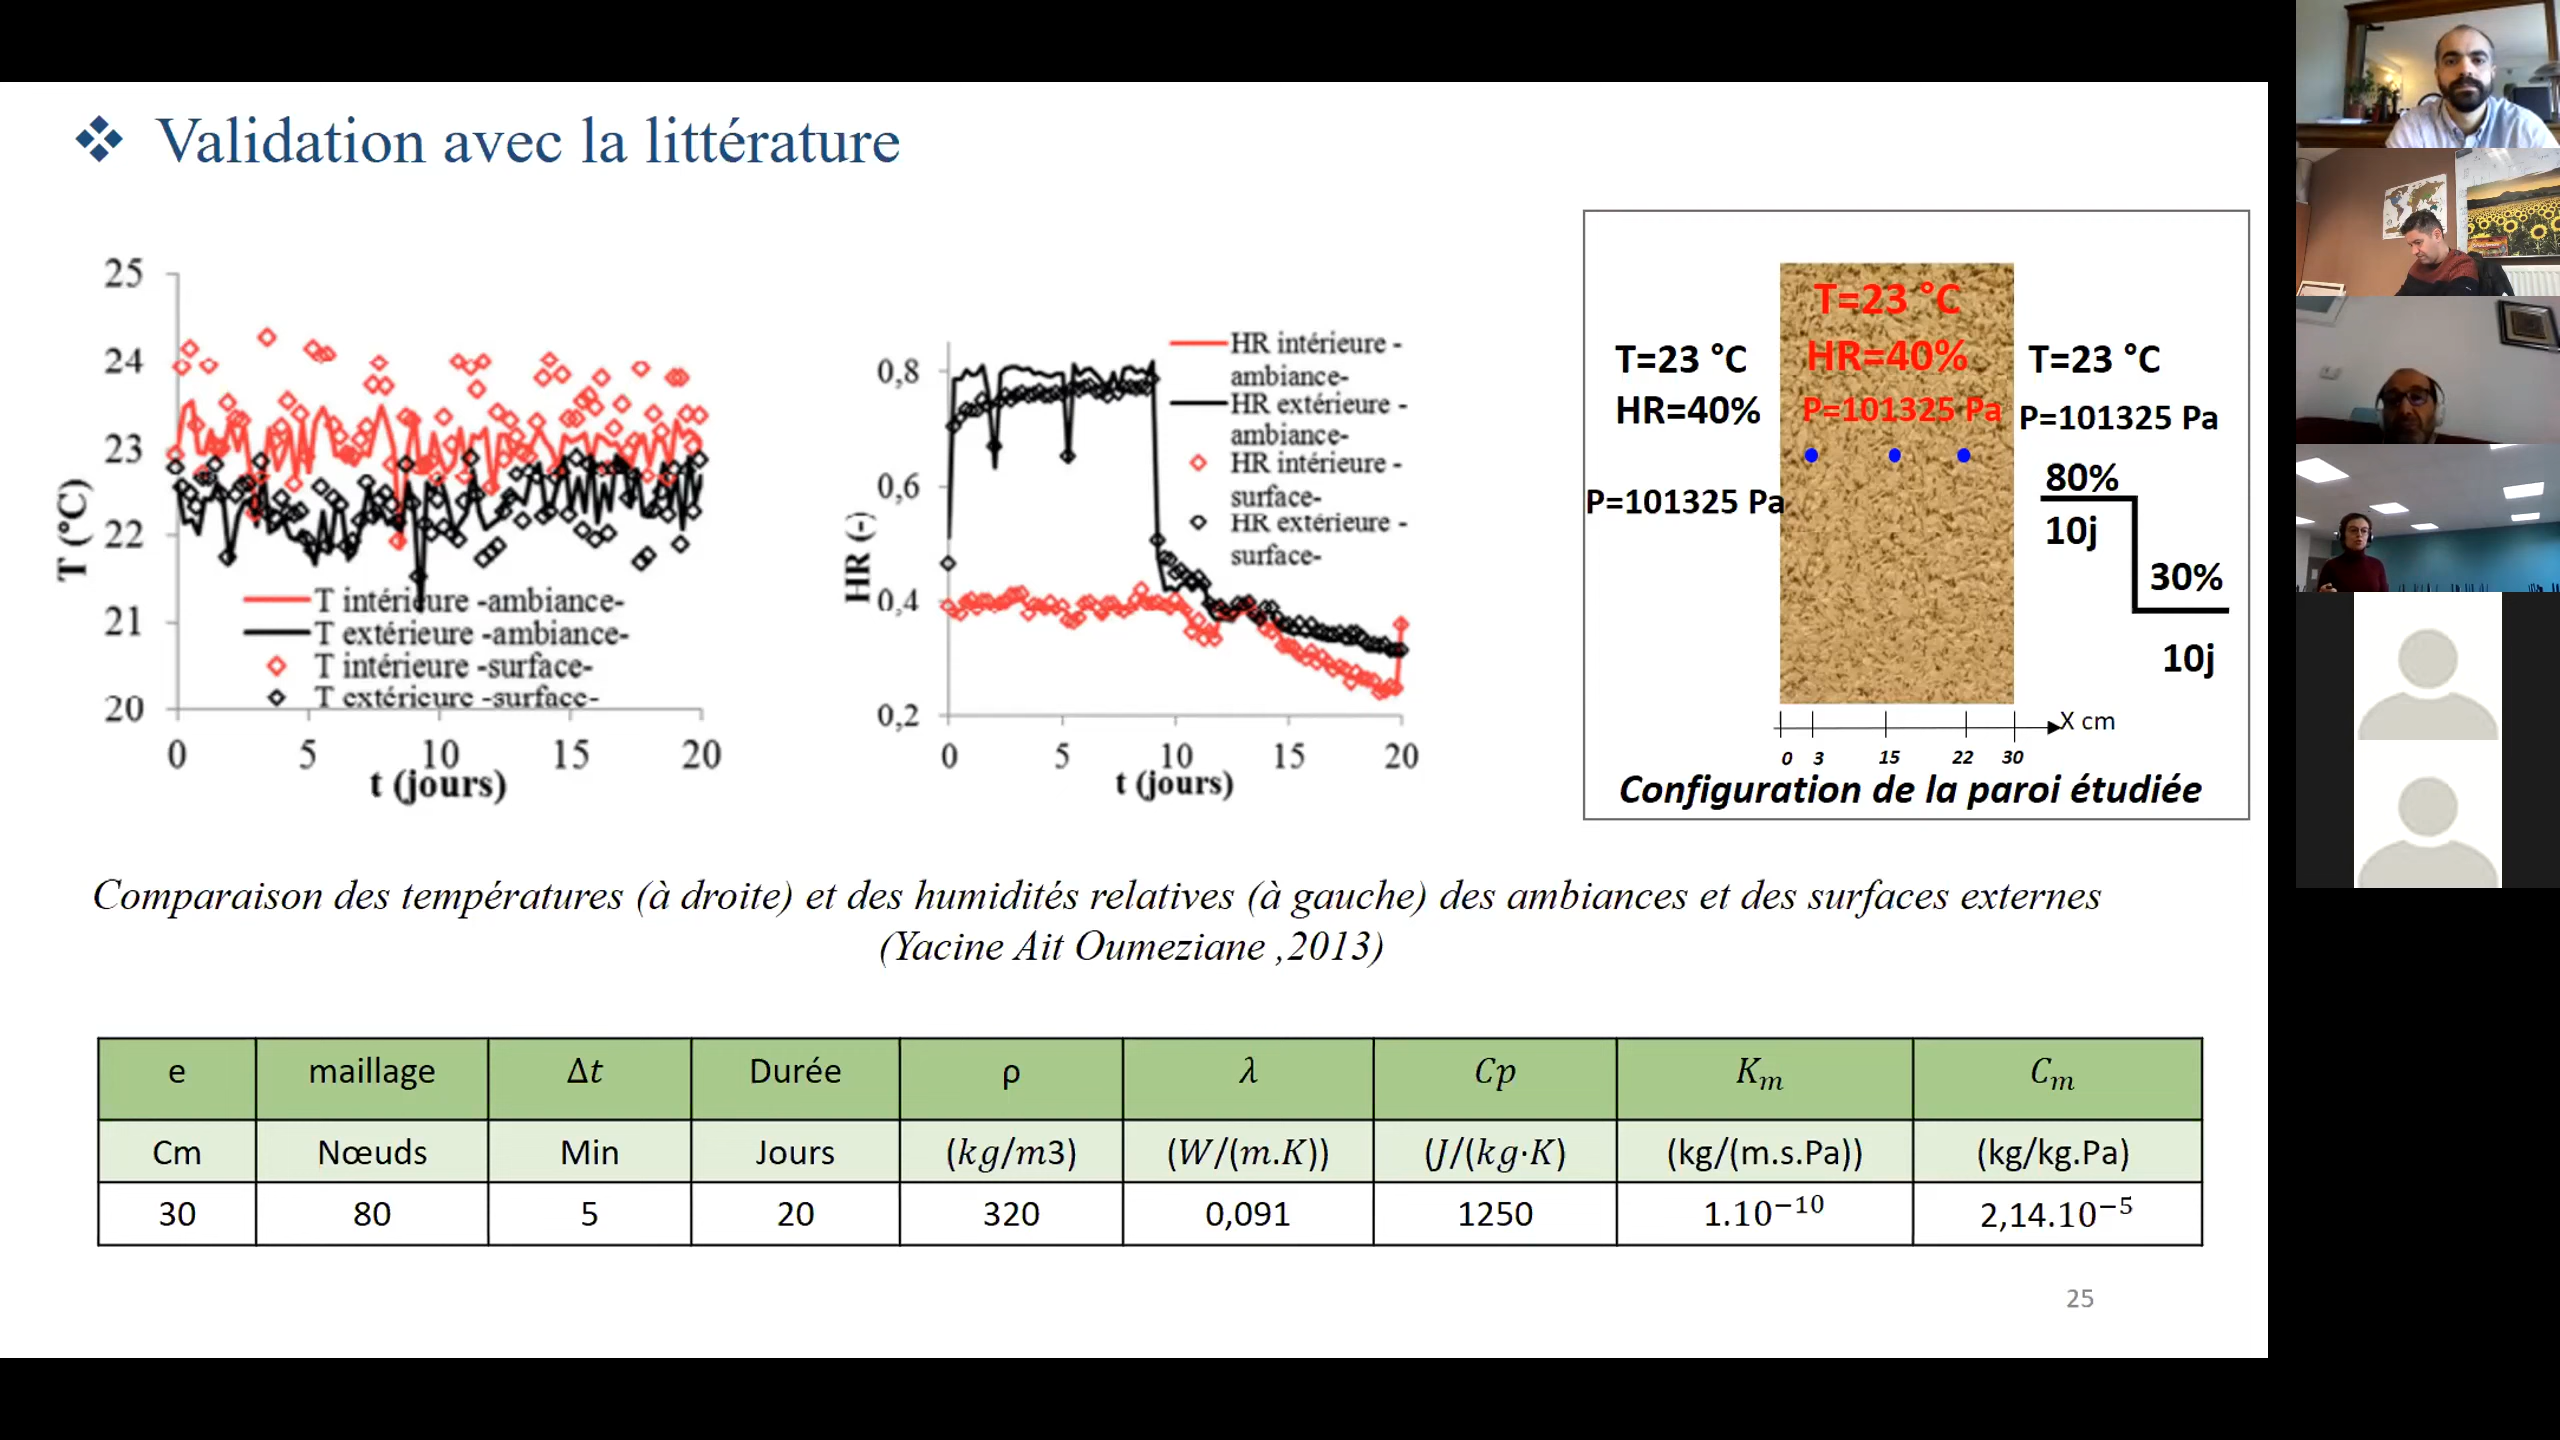 ❖ Validation avec la littérature
25
24
23
22
21
20
T (°C)
T intérieure -ambiance-
T extérieure -ambiance-
T intérieure -surface-
T extérieure -surface-
0 5 10 15 20
t (jours)
0,8
0,6
0,4
0,2
HR (-)
HR intérieure -
ambiance-
HR extérieure -
ambiance-
HR intérieure -
surface-
HR extérieure -
surface-
0 5 10 15 20
t (jours)
T=23 °C
HR=40%
P=101325 Pa
T=23 °C
HR=40%
P=101325 Pa
T=23 °C
P=101325 Pa
80%
10j
30%
10j
X cm
0 3 15 22 30
Configuration de la paroi étudiée
Comparaison des températures (à droite) et des humidités relatives (à gauche) des ambiances et des surfaces externes
(Yacine Ait Oumeziane ,2013)
e maillage Δt Durée ρ λ Cp Kₘ Cₘ
Cm Nœuds Min Jours (kg/m3) (W/(m.K)) (J/(kg·K) (kg/(m.s.Pa)) (kg/kg.Pa)
30 80 5 20 320 0,091 1250 1.10⁻¹⁰ 2,14.10⁻⁵
25